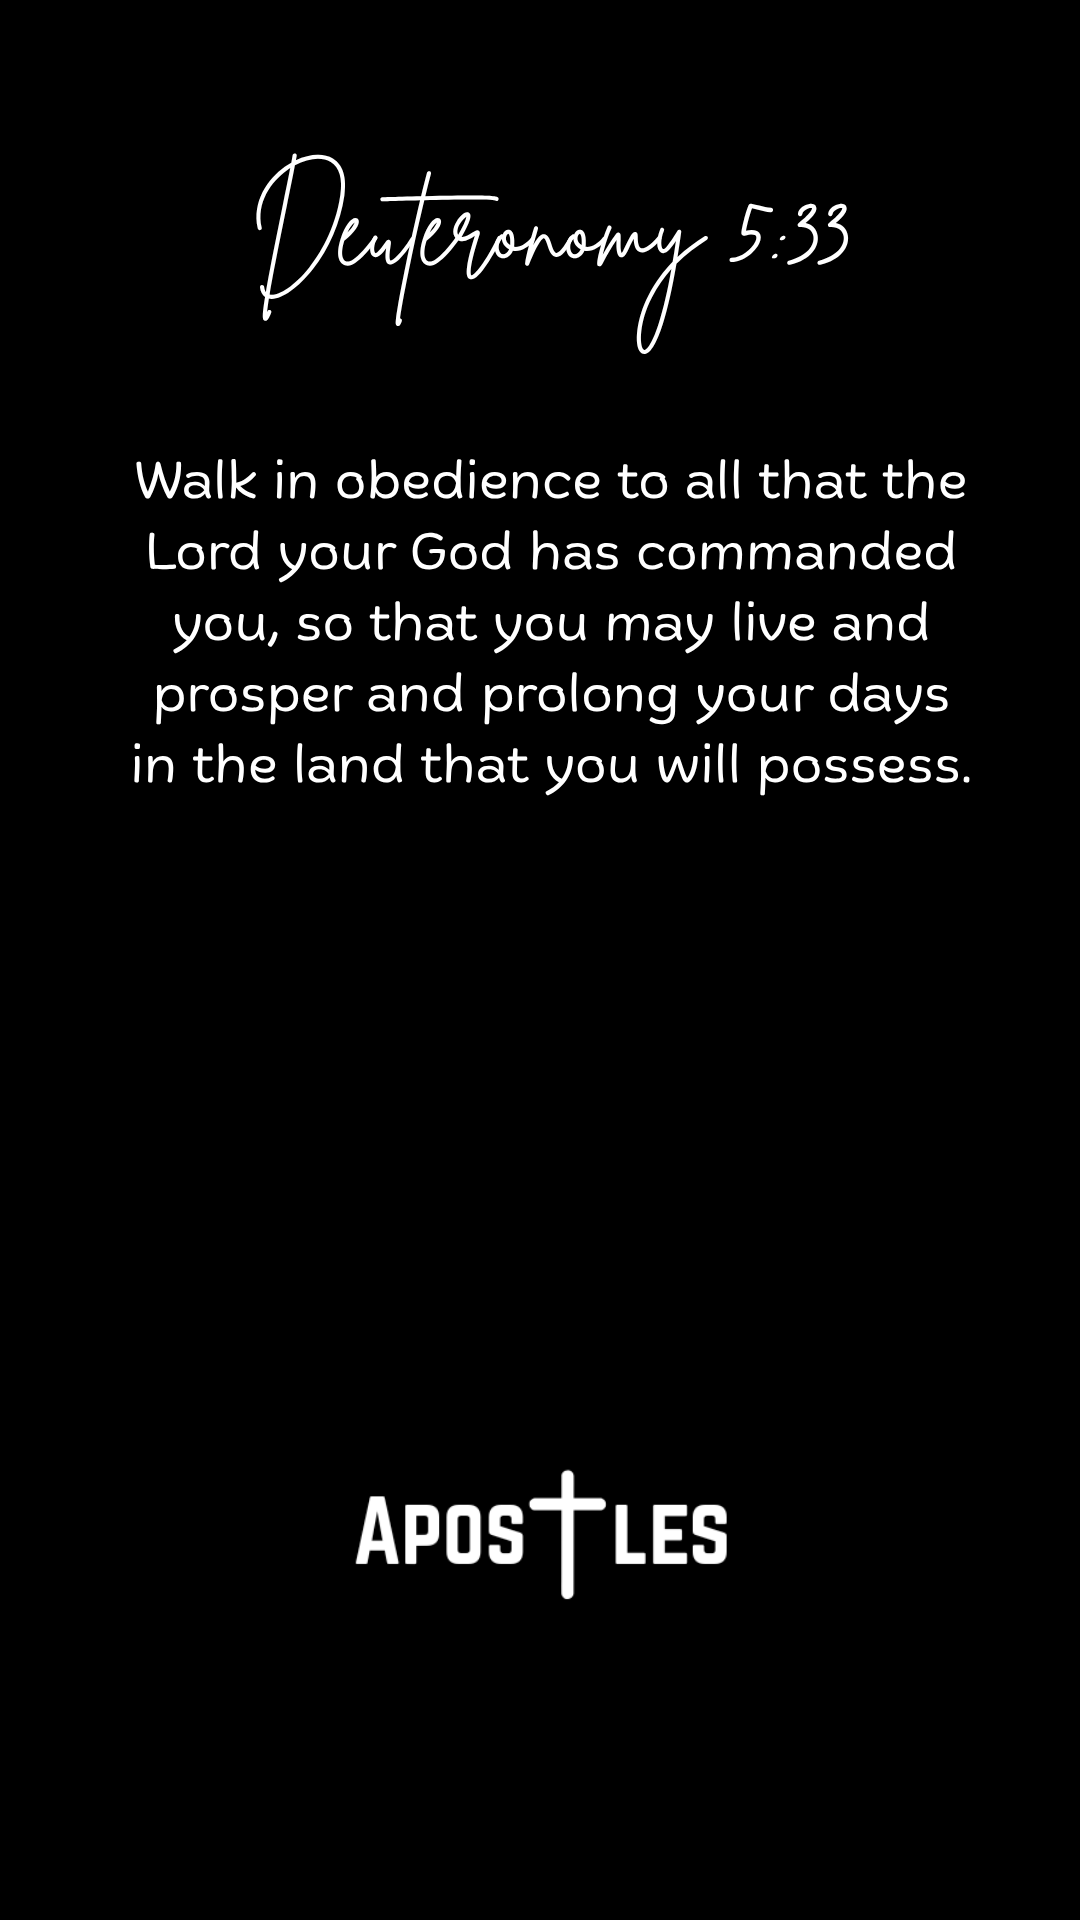 Deuteronomy 5:33
Walk in obedience to all that the
Lord your God has commanded
you, so that you may live and
prosper and prolong your days
in the land that you will possess.
APOSTLES